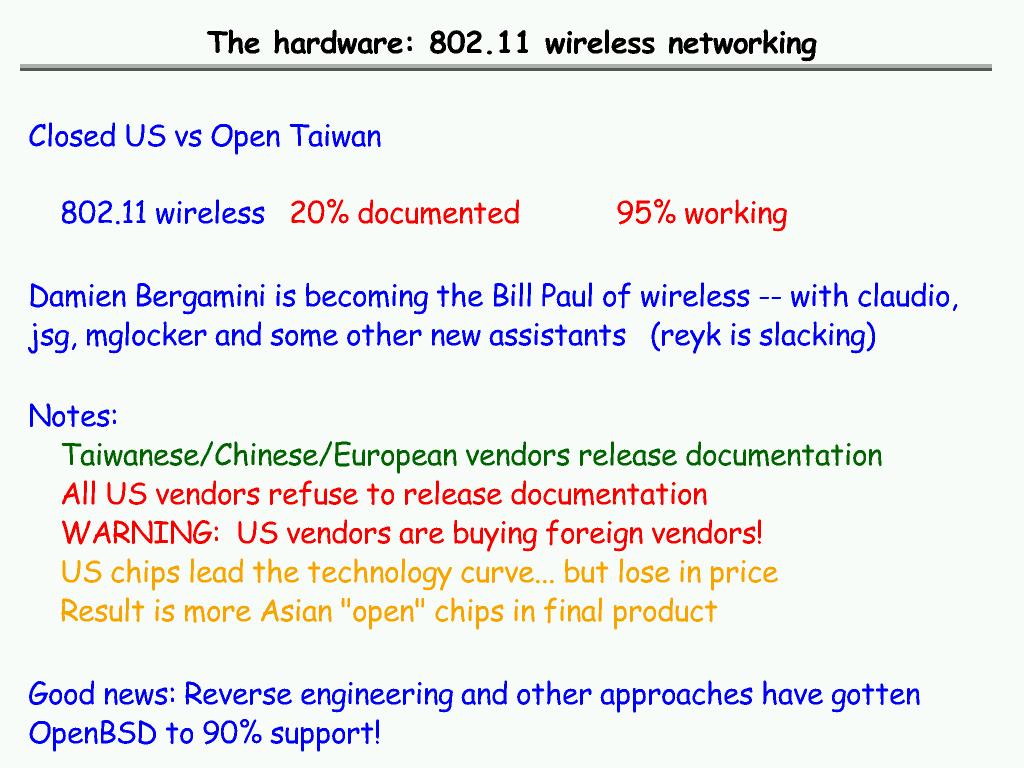 The hardware: 802.11 wireless networking
Closed US vs Open Taiwan
802.11 wireless 20% documented 95% working
Damien Bergamini is becoming the Bill Paul of wireless -- with claudio,
jsg, mglocker and some other new assistants (reyk is slacking)
Notes:
Taiwanese/Chinese/European vendors release documentation
All US vendors refuse to release documentation
WARNING: US vendors are buying foreign vendors!
US chips lead the technology curve... but lose in price
Result is more Asian "open" chips in final product
Good news: Reverse engineering and other approaches have gotten
OpenBSD to 90% support!